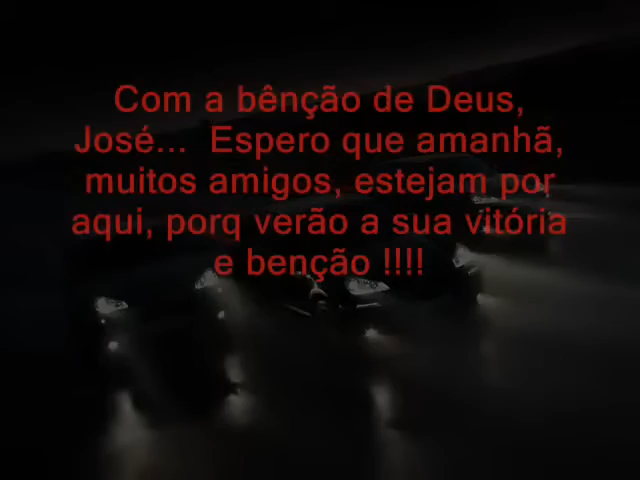 Com a bênção de Deus,
José... Espero que amanhã,
muitos amigos, estejam por
aqui, porq verão a sua vitória
e benção !!!!